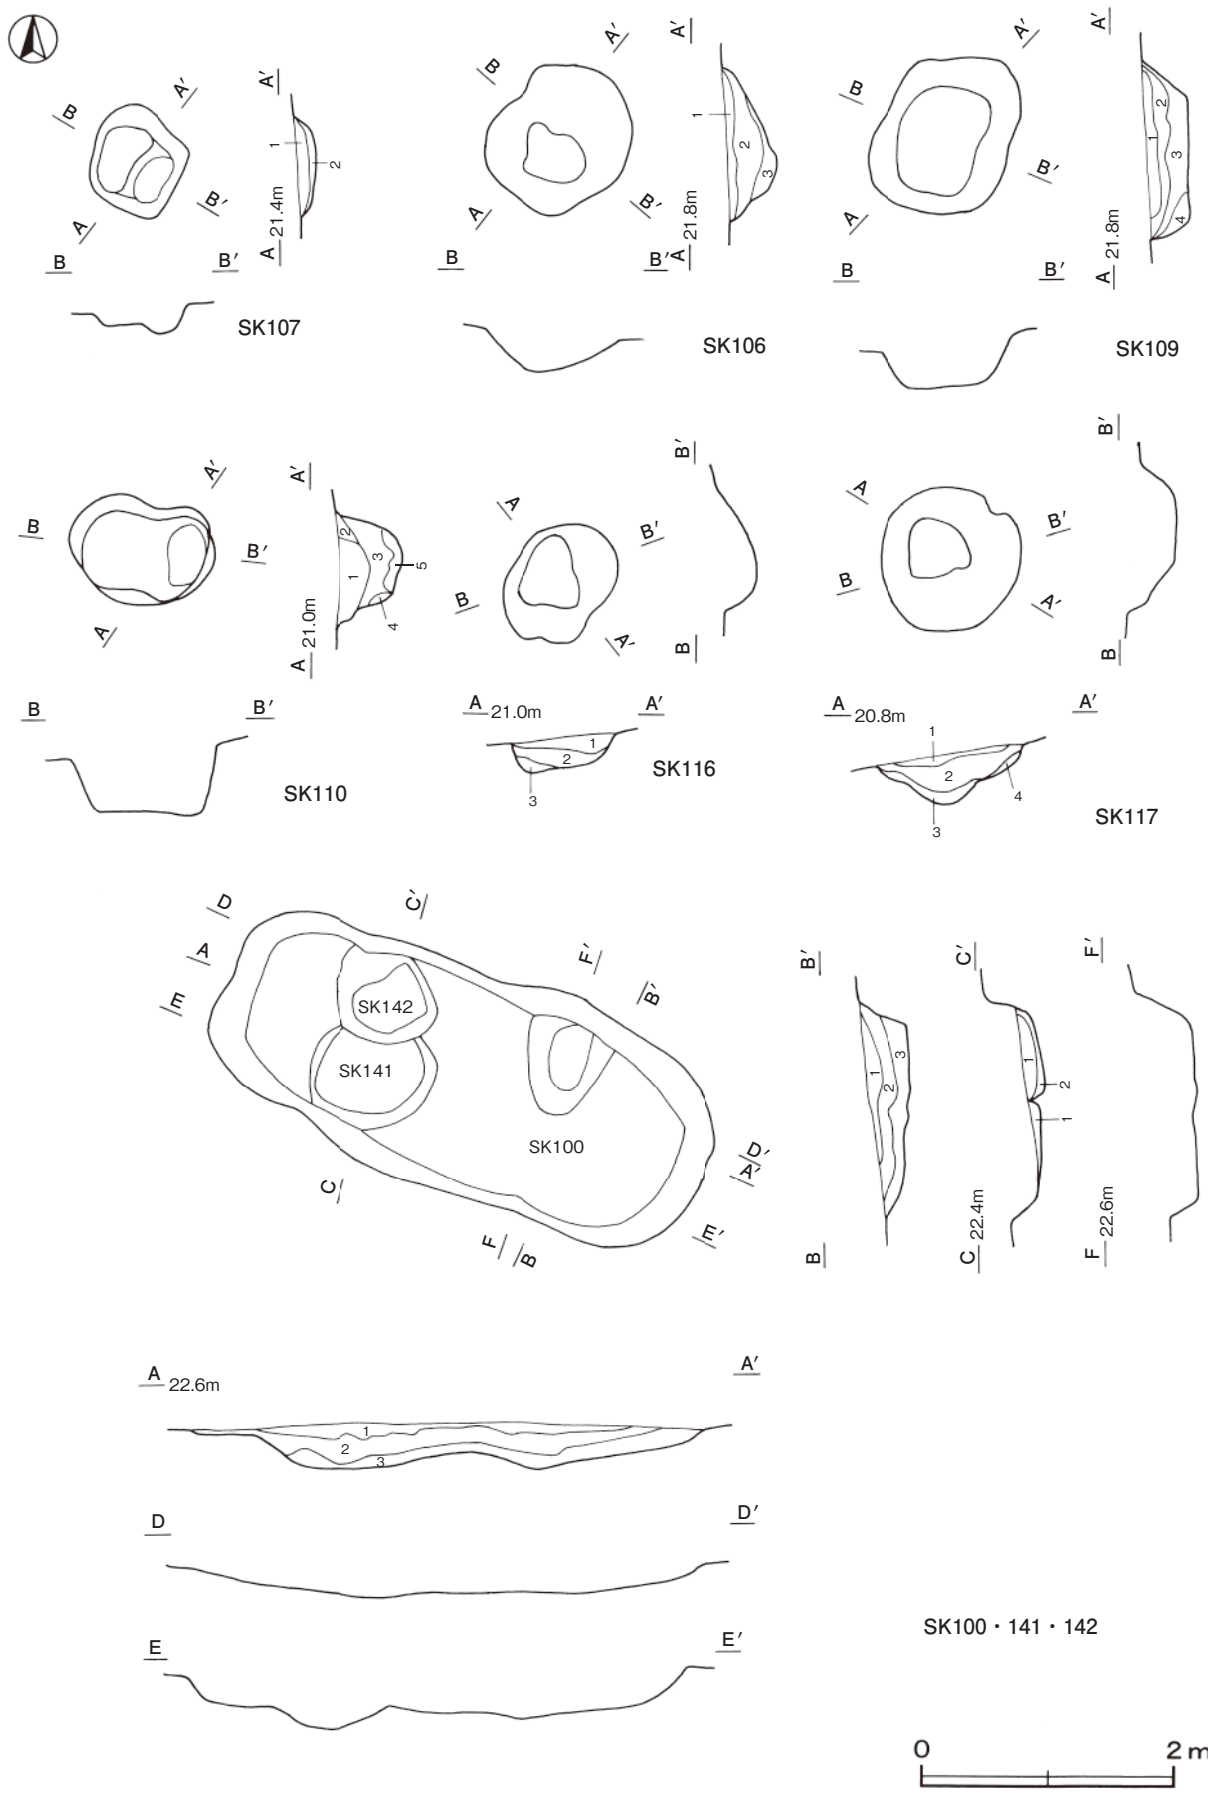 A′
B
B′
A
1
2
A′
A 21.4m
B
B′
SK107
A′
B
B′
A
1
2
3
A′
A 21.8m
B
B′
SK106
A′
B
B′
A
1
2
3
4
A′
A 21.8m
B
B′
SK109
A′
B
B′
A
1
2
3
4
5
A′
A 21.0m
B
B′
SK110
A
B′
B
A′
B′
B
A 21.0m
A′
1
2
3
SK116
A
B′
B
A′
B′
B
A 20.8m
A′
1
2
3
4
SK117
D
A
E
C′
F′
B′
SK142
SK141
SK100
D′
A′
E′
C
F
B
B′
1
2
3
B
C′
1
2
1
C 22.4m
F′
F 22.6m
A 22.6m
A′
1
2
3
D
D′
E
E′
SK100・141・142
0
2 m